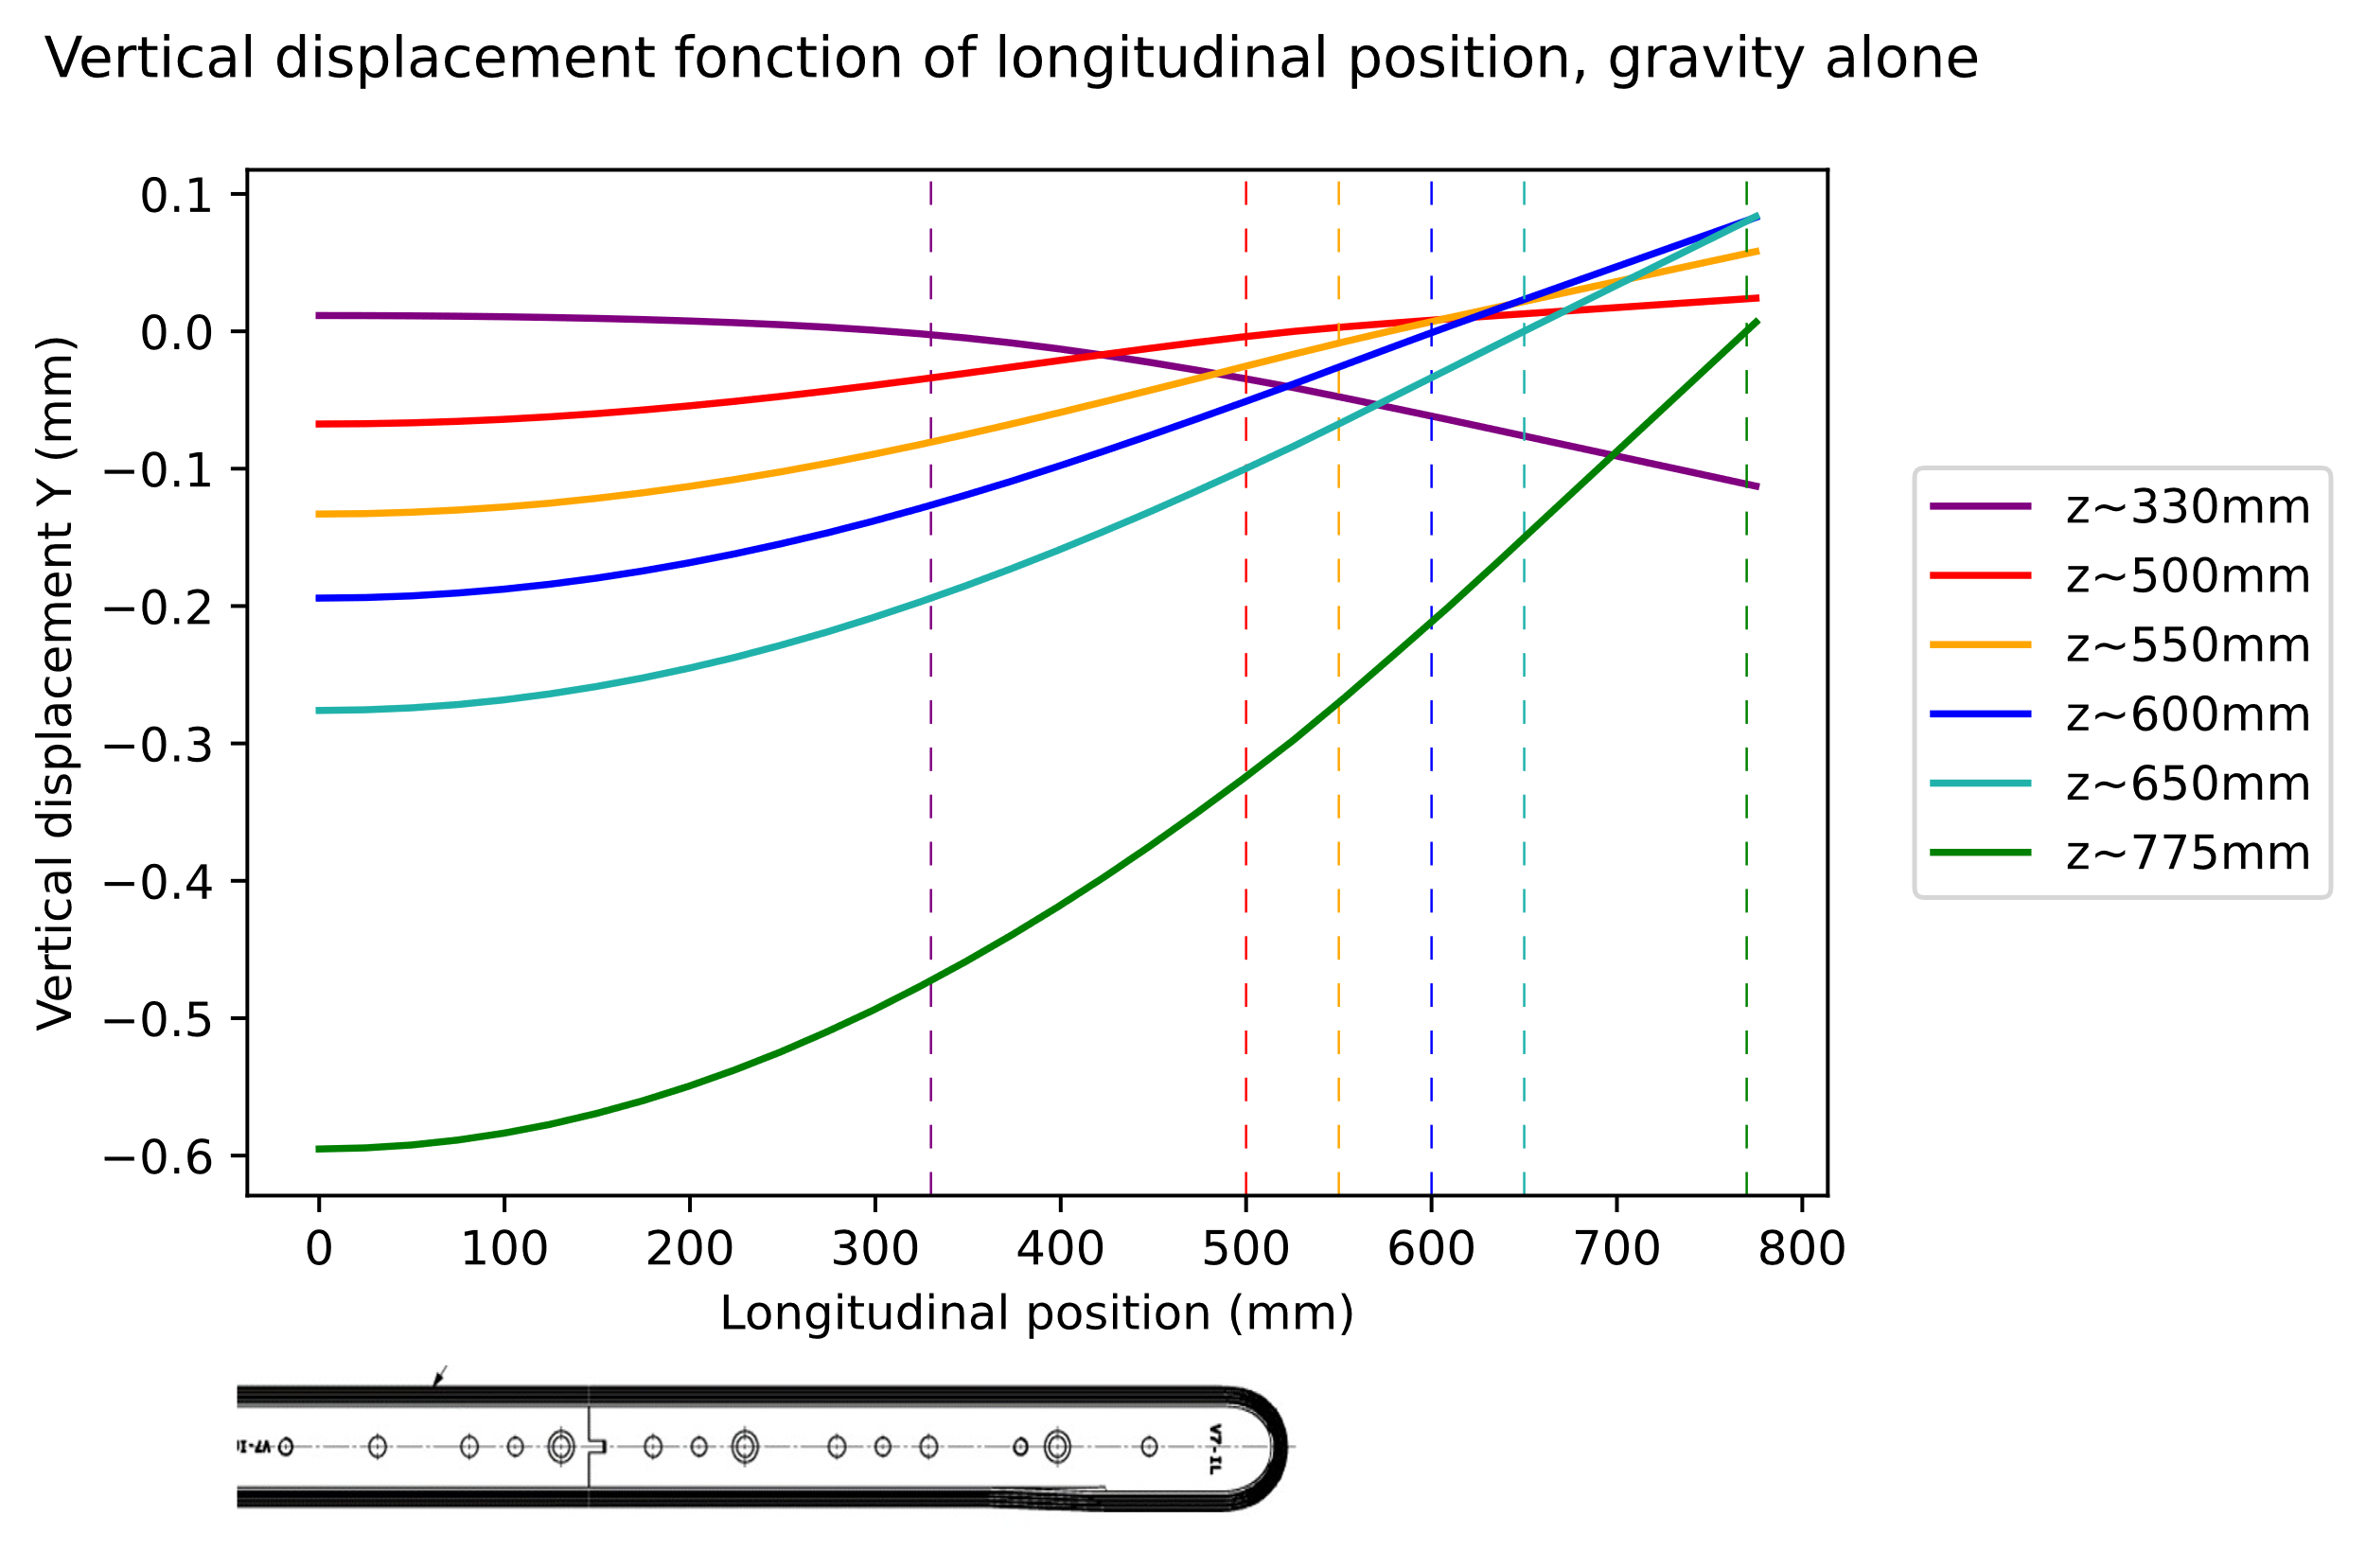 Vertical displacement fonction of longitudinal position, gravity alone
Vertical displacement Y (mm)
0.1
0.0
−0.1
−0.2
−0.3
−0.4
−0.5
−0.6
0 100 200 300 400 500 600 700 800
Longitudinal position (mm)
z~330mm
z~500mm
z~550mm
z~600mm
z~650mm
z~775mm
V7-IL